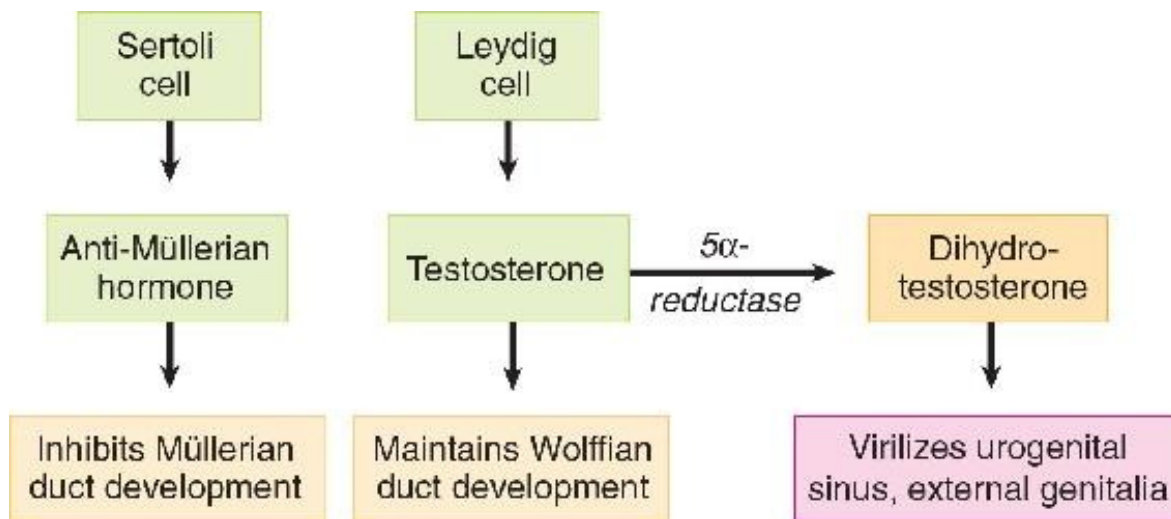 Sertoli
cell
Leydig
cell
Anti-Müllerian
hormone
Testosterone
5α-
reductase
Dihydro-
testosterone
Inhibits Müllerian
duct development
Maintains Wolffian
duct development
Virilizes urogenital
sinus, external genitalia